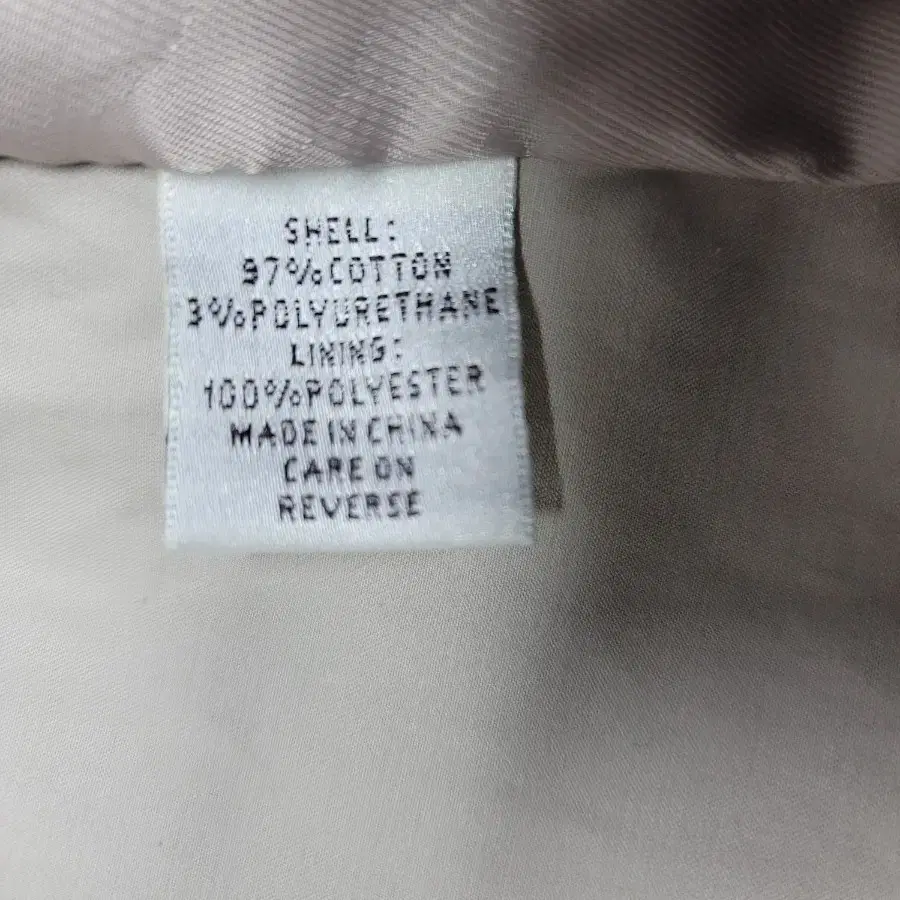 SHELL:
97%COTTON
3%POLYURETHANE
LINING:
100%POLYESTER
MADE IN CHINA
CARE ON
REVERSE